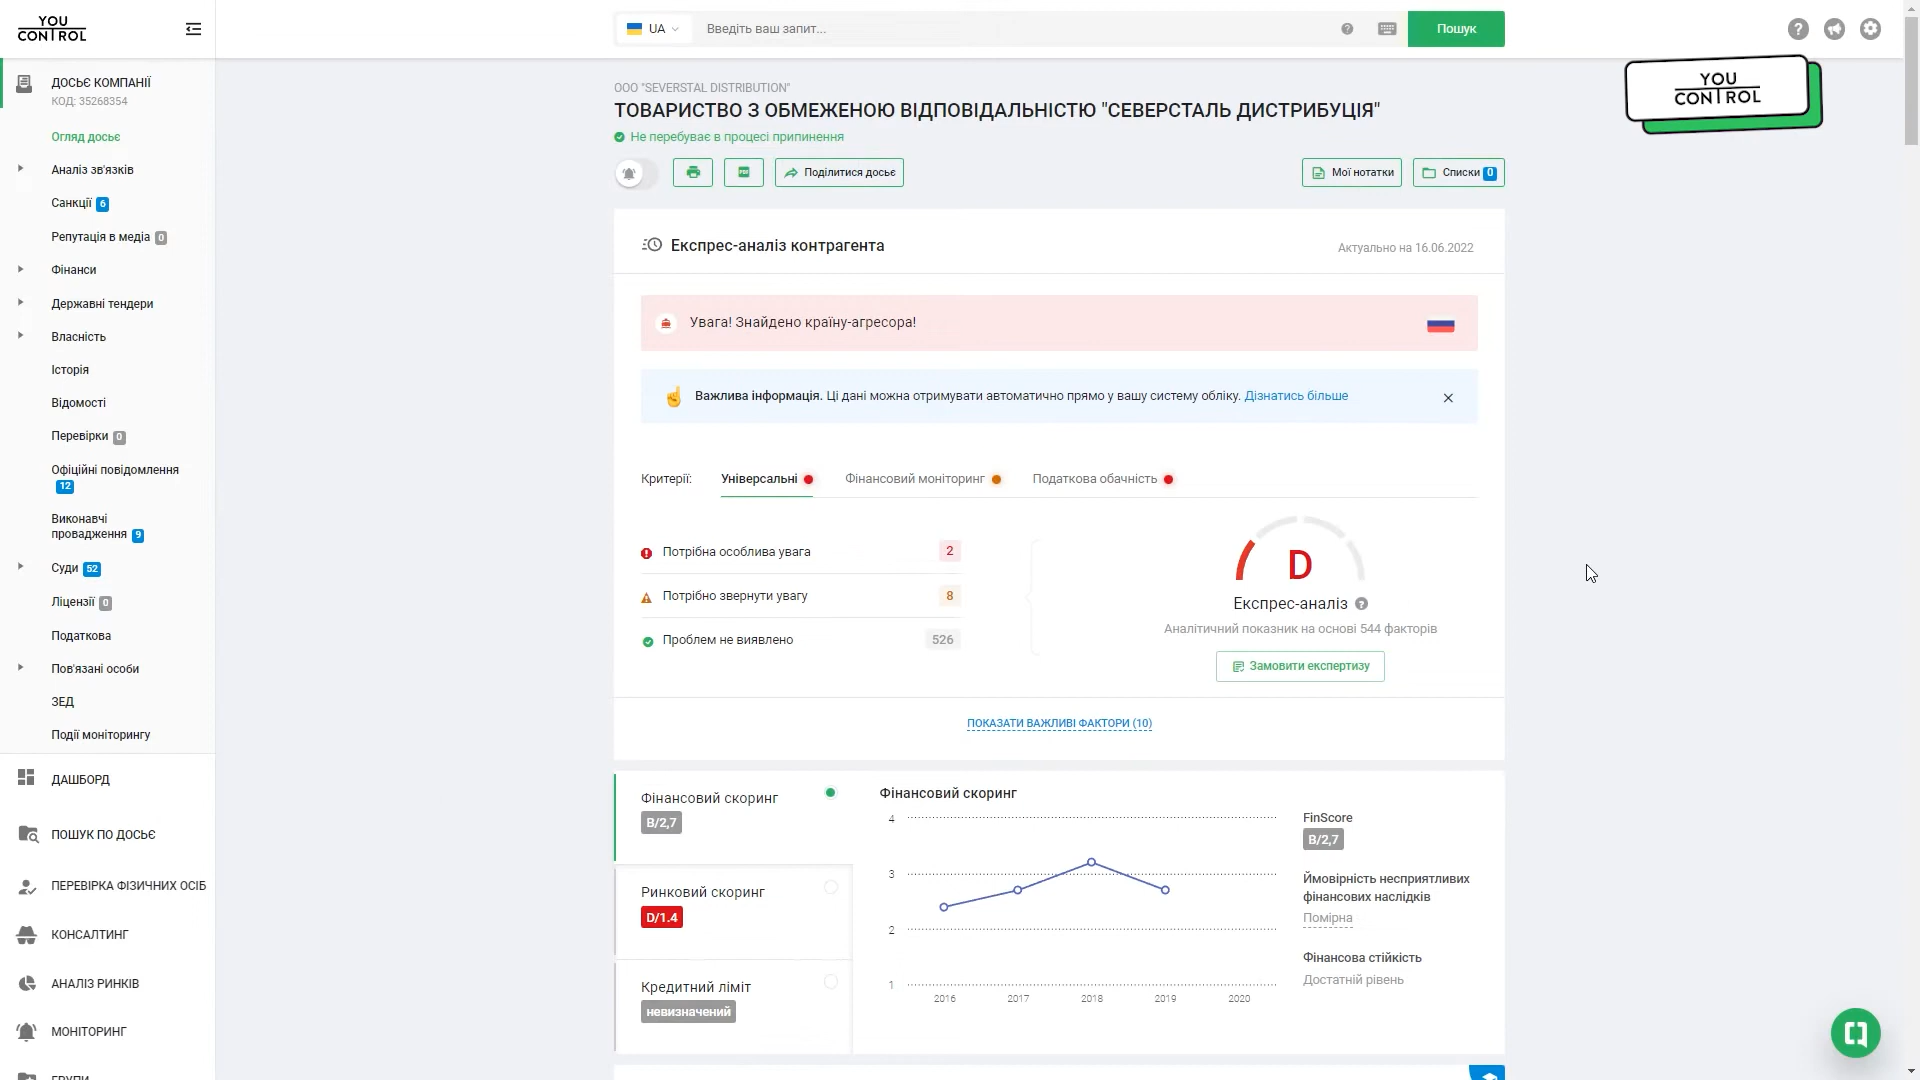 YOU
CONTROL
UA
Введіть ваш запит...
Пошук
ДОСЬЄ КОМПАНІЇ
КОД: 35268354
Огляд досьє
Аналіз зв'язків
Санкції 6
Репутація в медіа 0
Фінанси
Державні тендери
Власність
Історія
Відомості
Перевірки 0
Офіційні повідомлення
12
Виконавчі
провадження 9
Суди 52
Ліцензії 0
Податкова
Пов'язані особи
ЗЕД
Події моніторингу
ДАШБОРД
ПОШУК ПО ДОСЬЄ
ПЕРЕВІРКА ФІЗИЧНИХ ОСІБ
КОНСАЛТИНГ
АНАЛІЗ РИНКІВ
МОНІТОРИНГ
ГРУПИ
ООО "SEVERSTAL DISTRIBUTION"
ТОВАРИСТВО З ОБМЕЖЕНОЮ ВІДПОВІДАЛЬНІСТЮ "СЕВЕРСТАЛЬ ДИСТРИБУЦІЯ"
Не перебуває в процесі припинення
Поділитися досьє
Мої нотатки
Списки 0
YOU
CONTROL
Експрес-аналіз контрагента
Актуально на 16.06.2022
Увага! Знайдено країну-агресора!
Важлива інформація. Ці дані можна отримувати автоматично прямо у вашу систему обліку. Дізнатись більше
Критерії:
Універсальні
Фінансовий моніторинг
Податкова обачність
Потрібна особлива увага 2
Потрібно звернути увагу 8
Проблем не виявлено 526
D
Експрес-аналіз
Аналітичний показник на основі 544 факторів
Замовити експертизу
ПОКАЗАТИ ВАЖЛИВІ ФАКТОРИ (10)
Фінансовий скоринг
B/2,7
Ринковий скоринг
D/1.4
Кредитний ліміт
невизначений
Фінансовий скоринг
4
3
2
1
2016 2017 2018 2019 2020
FinScore
B/2,7
Ймовірність несприятливих
фінансових наслідків
Помірна
Фінансова стійкість
Достатній рівень